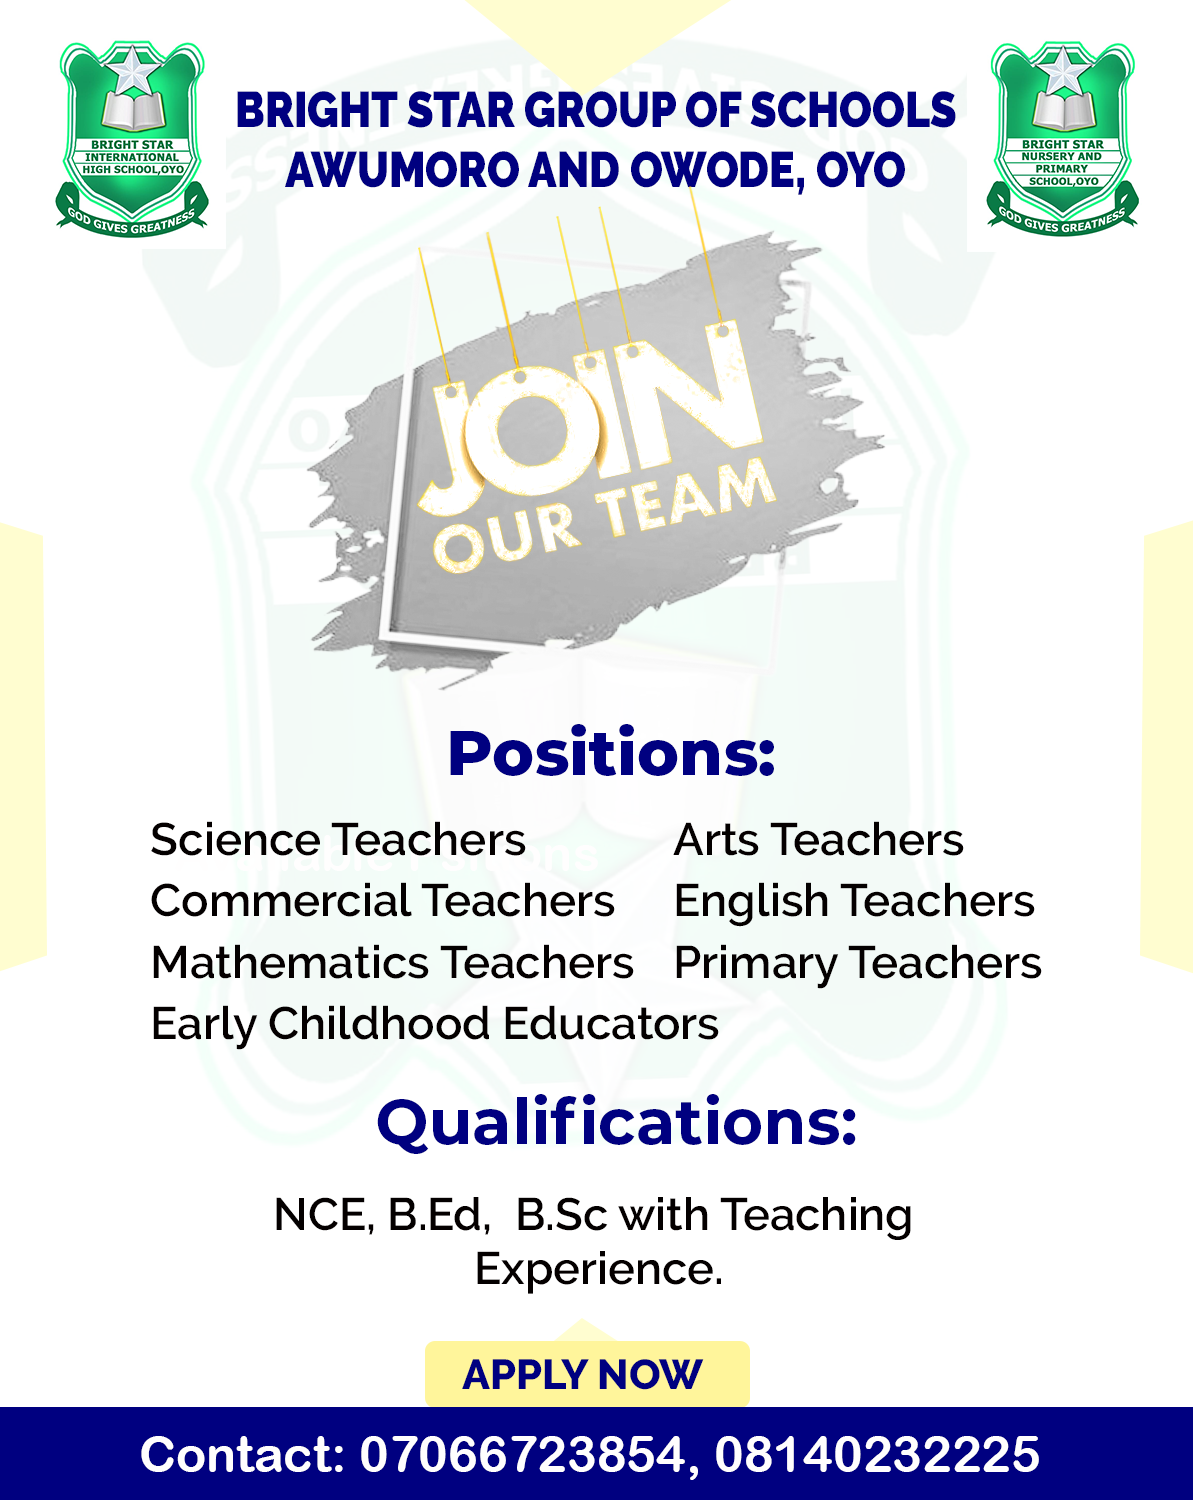 BRIGHT STAR GROUP OF SCHOOLS
AWUMORO AND OWODE, OYO
BRIGHT STAR
INTERNATIONAL
HIGH SCHOOL,OYO
GOD GIVES GREATNESS
BRIGHT STAR
NURSERY AND
PRIMARY
SCHOOL,OYO
GOD GIVES GREATNESS
JOIN
OUR TEAM
Positions:
Science Teachers
Arts Teachers
Commercial Teachers
English Teachers
Mathematics Teachers
Primary Teachers
Early Childhood Educators
Qualifications:
NCE, B.Ed,  B.Sc with Teaching
Experience.
APPLY NOW
Contact: 07066723854, 08140232225